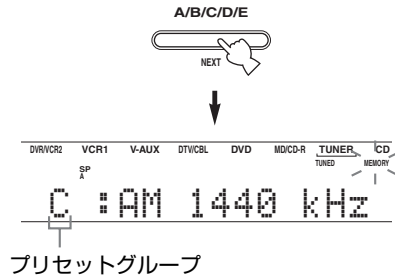 A/B/C/D/E
NEXT
DVR/VCR2 VCR1 V-AUX DTV/CBL DVD MD/CD-R TUNER CD
SP A TUNED MEMORY
C :AM 1440 kHz
プリセットグループ